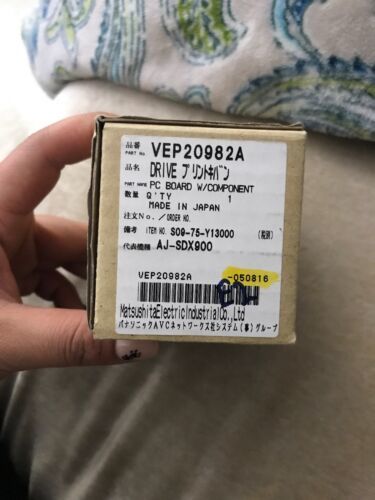 品番 PART No VEP20982A
品名 DRIVE プリントキバン
PART NAME PC BOARD W/COMPONENT
数量 Q'TY 1
MADE IN JAPAN
注文No./ORDER NO.
備考 ITEM NO. S09-75-Y13000
代表機種 AJ-SDX900
VEP20982A -050816
MatsushitaElectricIndustrialCo.,Ltd
パナソニックAVCネットワークス社システム(事)グループ